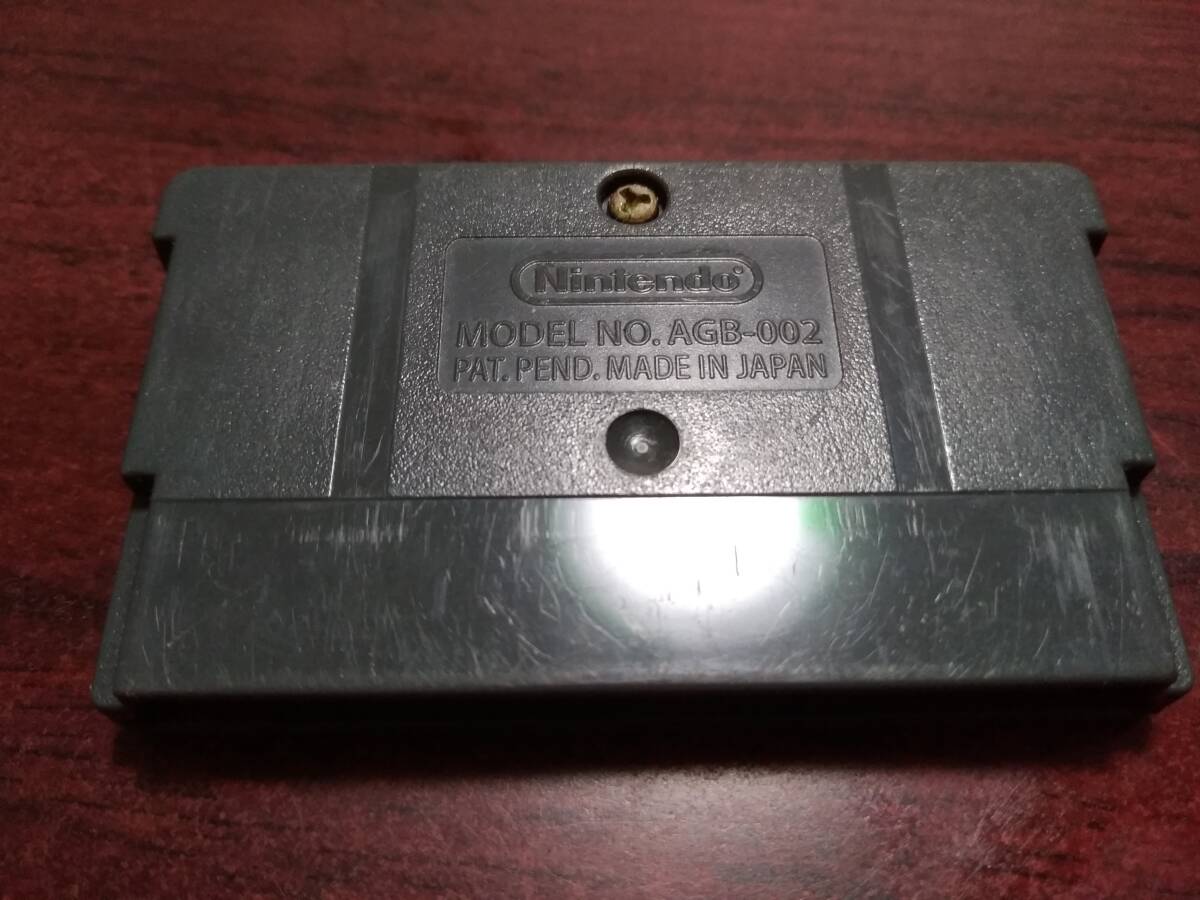 Nintendo
MODEL NO. AGB-002
PAT. PEND. MADE IN JAPAN